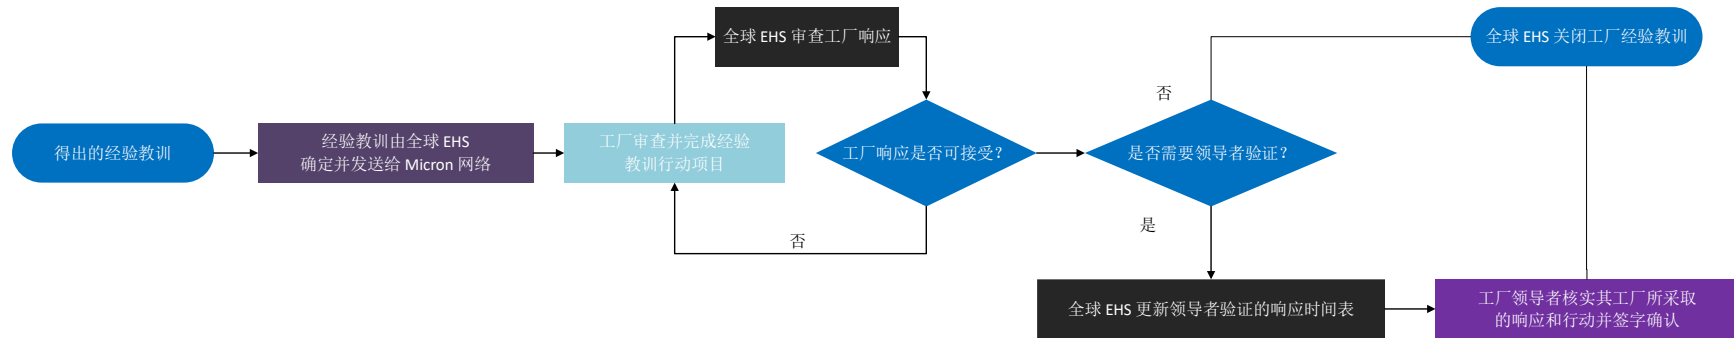 得出的经验教训
经验教训由全球 EHS
确定并发送给 Micron 网络
工厂审查并完成经验
教训行动项目
全球 EHS 审查工厂响应
工厂响应是否可接受？
否
是否需要领导者验证？
否
是
全球 EHS 关闭工厂经验教训
全球 EHS 更新领导者验证的响应时间表
工厂领导者核实其工厂所采取
的响应和行动并签字确认